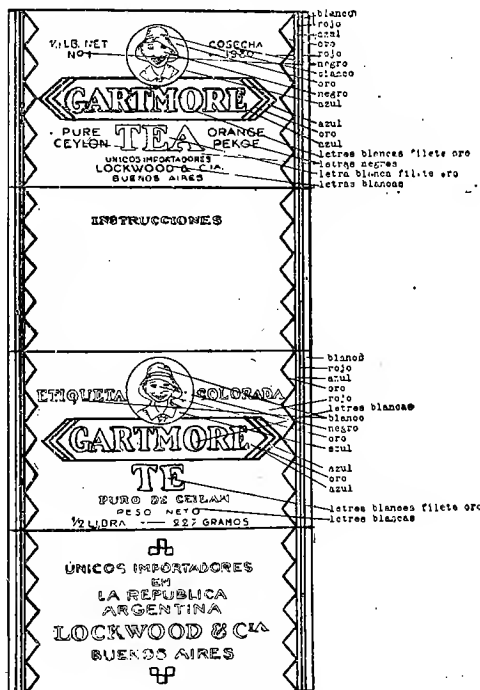 ½ LB. NET
Nº 1
COSECHA
GARTMORE
PURE
CEYLON
TEA
ORANGE
PEKOE
UNICOS IMPORTADORES
LOCKWOOD & CIA.
BUENOS AIRES
INSTRUCCIONES
ETIQUETA COLORADA
GARTMORE
TE
PURO DE CEILAN
PESO NETO
½ LIBRA — 227 GRAMOS
ÚNICOS IMPORTADORES
EN
LA REPUBLICA
ARGENTINA
LOCKWOOD & CIA
BUENOS AIRES
blanco
rojo
azul
oro
rojo
negro
blanco
oro
negro
azul
azul
oro
azul
letras blancas filete oro
letras negras
letra blanca filete oro
letras blancas
blanco
rojo
azul
oro
rojo
letras blancas
blanco
negro
oro
azul
azul
oro
azul
letras blancas filete oro
letras blancas